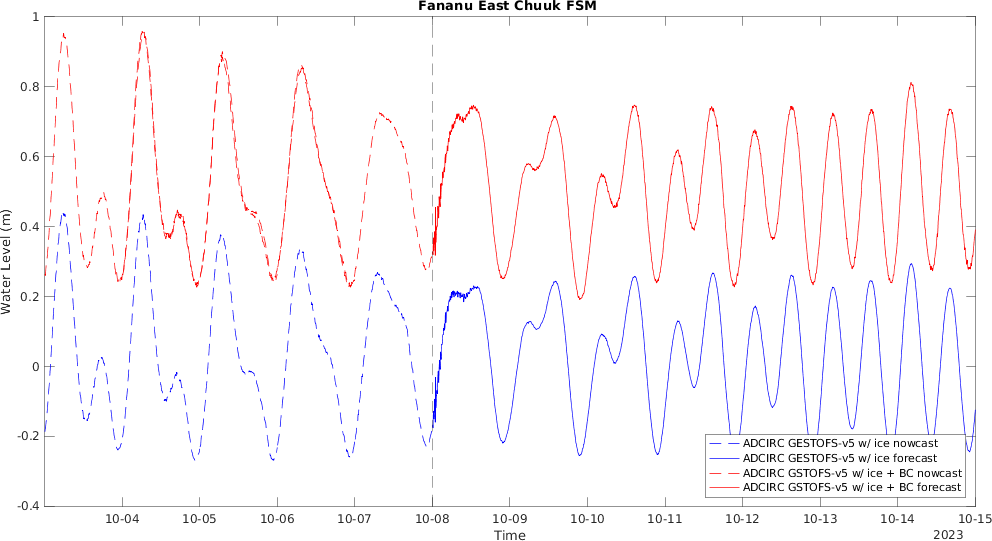 Fananu East Chuuk FSM
Water Level (m)
1
0.8
0.6
0.4
0.2
0
-0.2
-0.4
ADCIRC GESTOFS-v5 w/ ice nowcast
ADCIRC GESTOFS-v5 w/ ice forecast
ADCIRC GSTOFS-v5 w/ ice + BC nowcast
ADCIRC GSTOFS-v5 w/ ice + BC forecast
10-04 10-05 10-06 10-07 10-08 10-09 10-10 10-11 10-12 10-13 10-14 10-15
Time
2023